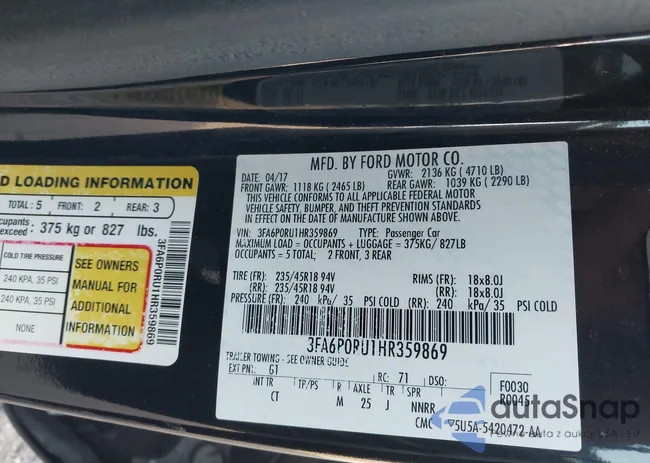 D LOADING INFORMATION
TOTAL: 5 FRONT: 2 REAR: 3
cupants exceed 375 kg or 827 lbs.
COLD TIRE PRESSURE
240 KPA, 35 PSI
240 KPA, 35 PSI
NONE
SEE OWNERS
MANUAL FOR
ADDITIONAL
INFORMATION
3FA6P0RU1HR359869
MFD. BY FORD MOTOR CO.
DATE: 04/17 GVWR: 2136 KG ( 4710 LB)
FRONT GAWR: 1118 KG ( 2465 LB) REAR GAWR: 1039 KG ( 2290 LB)
THIS VEHICLE CONFORMS TO ALL APPLICABLE FEDERAL MOTOR
VEHICLE SAFETY, BUMPER, AND THEFT PREVENTION STANDARDS
IN EFFECT ON THE DATE OF MANUFACTURE SHOWN ABOVE.
VIN: 3FA6P0RU1HR359869 TYPE: Passenger Car
MAXIMUM LOAD = OCCUPANTS + LUGGAGE = 375KG/ 827LB
OCCUPANTS = 5 TOTAL; 2 FRONT, 3 REAR
TIRE (FR): 235/45R18 94V RIMS (FR): 18x8.0J
(RR): 235/45R18 94V (RR): 18x8.0J
PRESSURE (FR): 240 kPa/ 35 PSI COLD (RR): 240 kPa/ 35 PSI COLD
3FA6P0RU1HR359869
TRAILER TOWING - SEE OWNER GUIDE
EXT PNT: G1 RC: 71 DSO: F0030
INT TR TP/PS R AXLE TR SPR R0045
CT M 25 J NNRR
CMC 5U5A-5420472-AA
autoSnap
Powered by Pewno o aukcji USA - EU